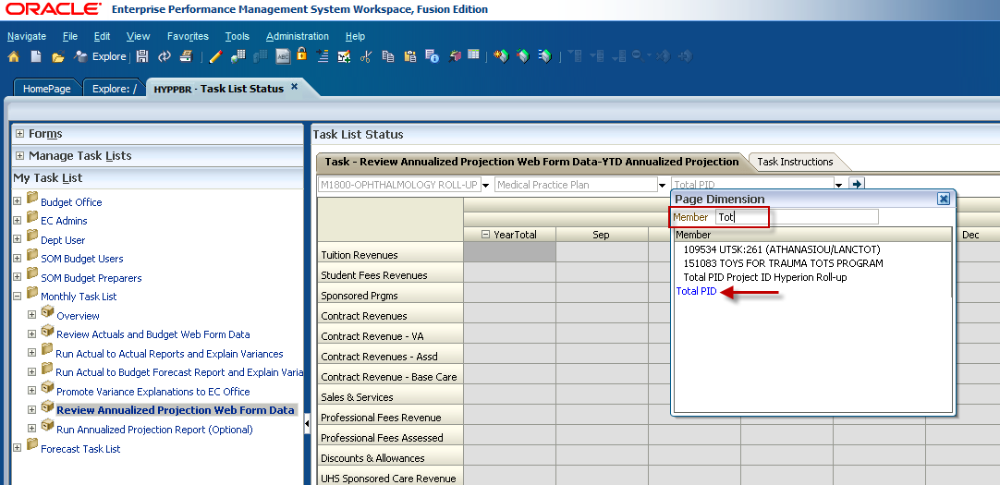 ORACLE Enterprise Performance Management System Workspace, Fusion Edition
Navigate File Edit View Favorites Tools Administration Help
Explore ABC
HomePage Explore: / HYPPBR - Task List Status
Forms
Manage Task Lists
My Task List
Budget Office
EC Admins
Dept User
SOM Budget Users
SOM Budget Preparers
Monthly Task List
Overview
Review Actuals and Budget Web Form Data
Run Actual to Actual Reports and Explain Variances
Run Actual to Budget Forecast Report and Explain Varia
Promote Variance Explanations to EC Office
Review Annualized Projection Web Form Data
Run Annualized Projection Report (Optional)
Forecast Task List
Task List Status
Task - Review Annualized Projection Web Form Data-YTD Annualized Projection Task Instructions
M1800-OPHTHALMOLOGY ROLL-UP Medical Practice Plan Total PID
YearTotal Sep Dec
Tuition Revenues
Student Fees Revenues
Sponsored Prgms
Contract Revenues
Contract Revenue - VA
Contract Revenues - Assd
Contract Revenue - Base Care
Sales & Services
Professional Fees Revenue
Professional Fees Assessed
Discounts & Allowances
UHS Sponsored Care Revenue
Page Dimension
Member Tot
Member
109534 UTSK:261 (ATHANASIOU/LANCTOT)
151083 TOYS FOR TRAUMA TOTS PROGRAM
Total PID Project ID Hyperion Roll-up
Total PID